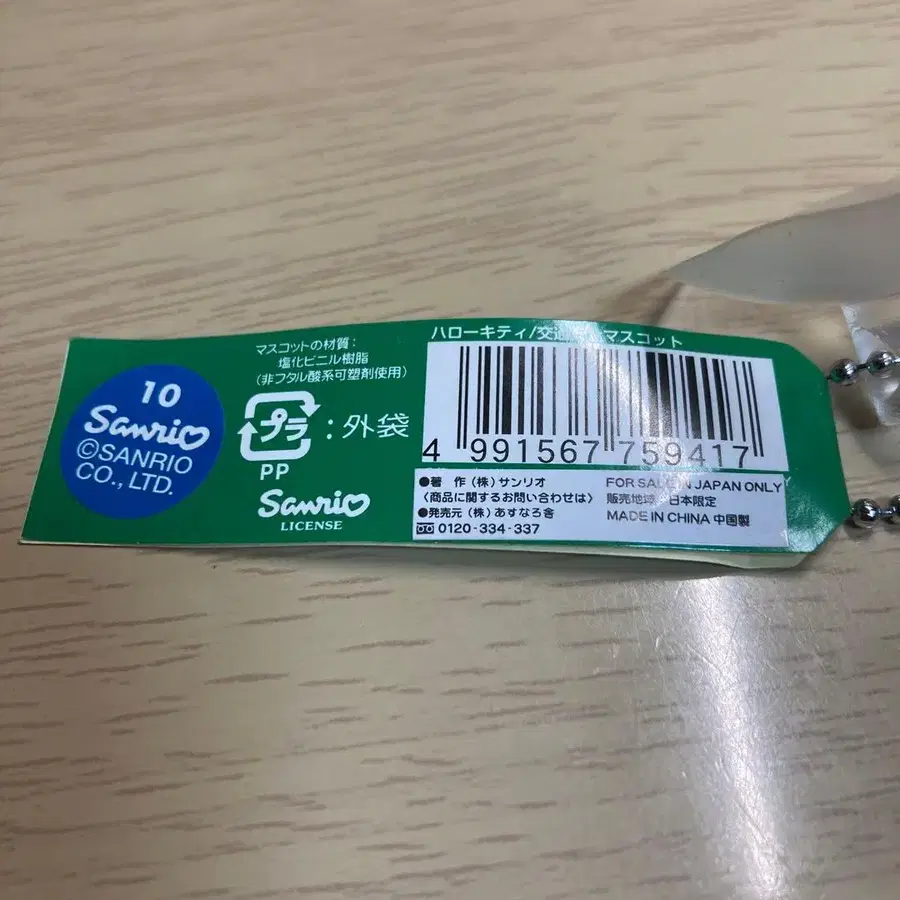 10
Sanrio
©SANRIO
CO., LTD.
マスコットの材質:
塩化ビニル樹脂
(非フタル酸系可塑剤使用)
プラ:外袋
PP
Sanrio
LICENSE
ハローキティ/交通 マスコット
4 991567 759417
●著 作 (株) サンリオ
〈商品に関するお問い合わせは〉
●発売元 (株) あすなろ舎
0120-334-337
FOR SALE IN JAPAN ONLY
販売地域 日本限定
MADE IN CHINA 中国製